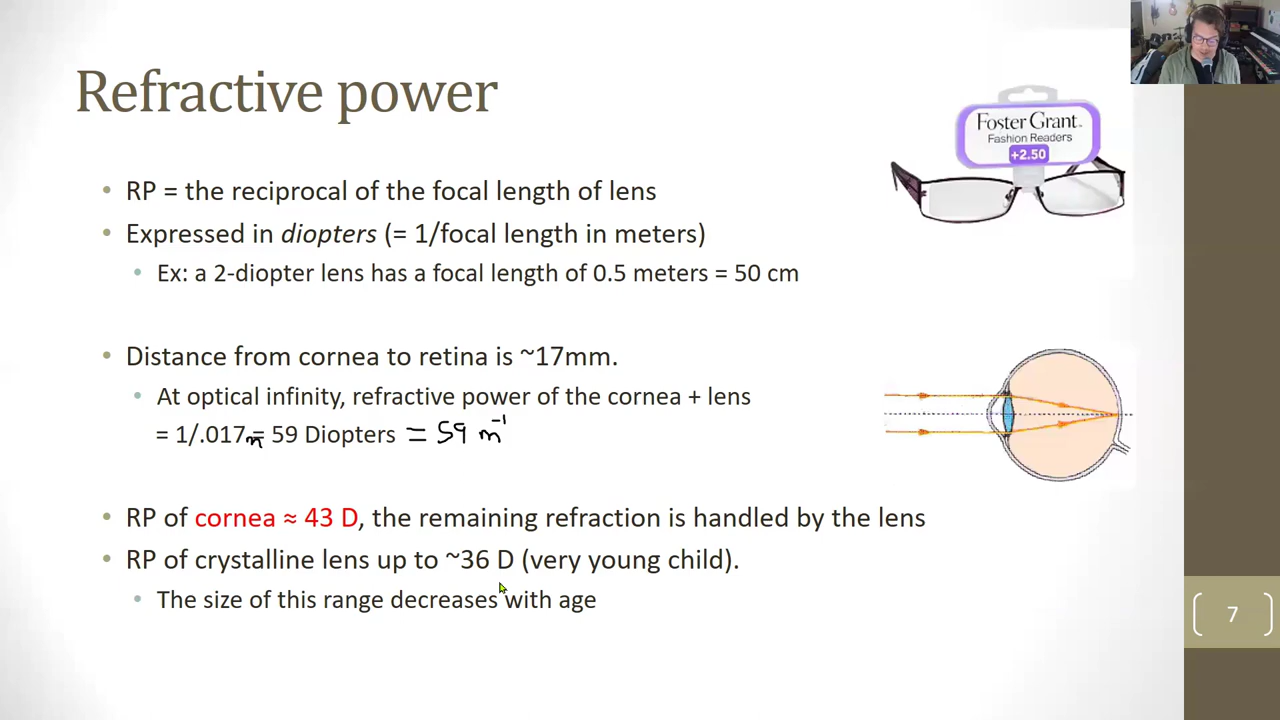 Refractive power
Foster Grant™
Fashion Readers
+2.50
• RP = the reciprocal of the focal length of lens
• Expressed in diopters (= 1/focal length in meters)
• Ex: a 2-diopter lens has a focal length of 0.5 meters = 50 cm
• Distance from cornea to retina is ~17mm.
• At optical infinity, refractive power of the cornea + lens
= 1/.017m = 59 Diopters = 59 m⁻¹
• RP of cornea ≈ 43 D, the remaining refraction is handled by the lens
• RP of crystalline lens up to ~36 D (very young child).
• The size of this range decreases with age
7